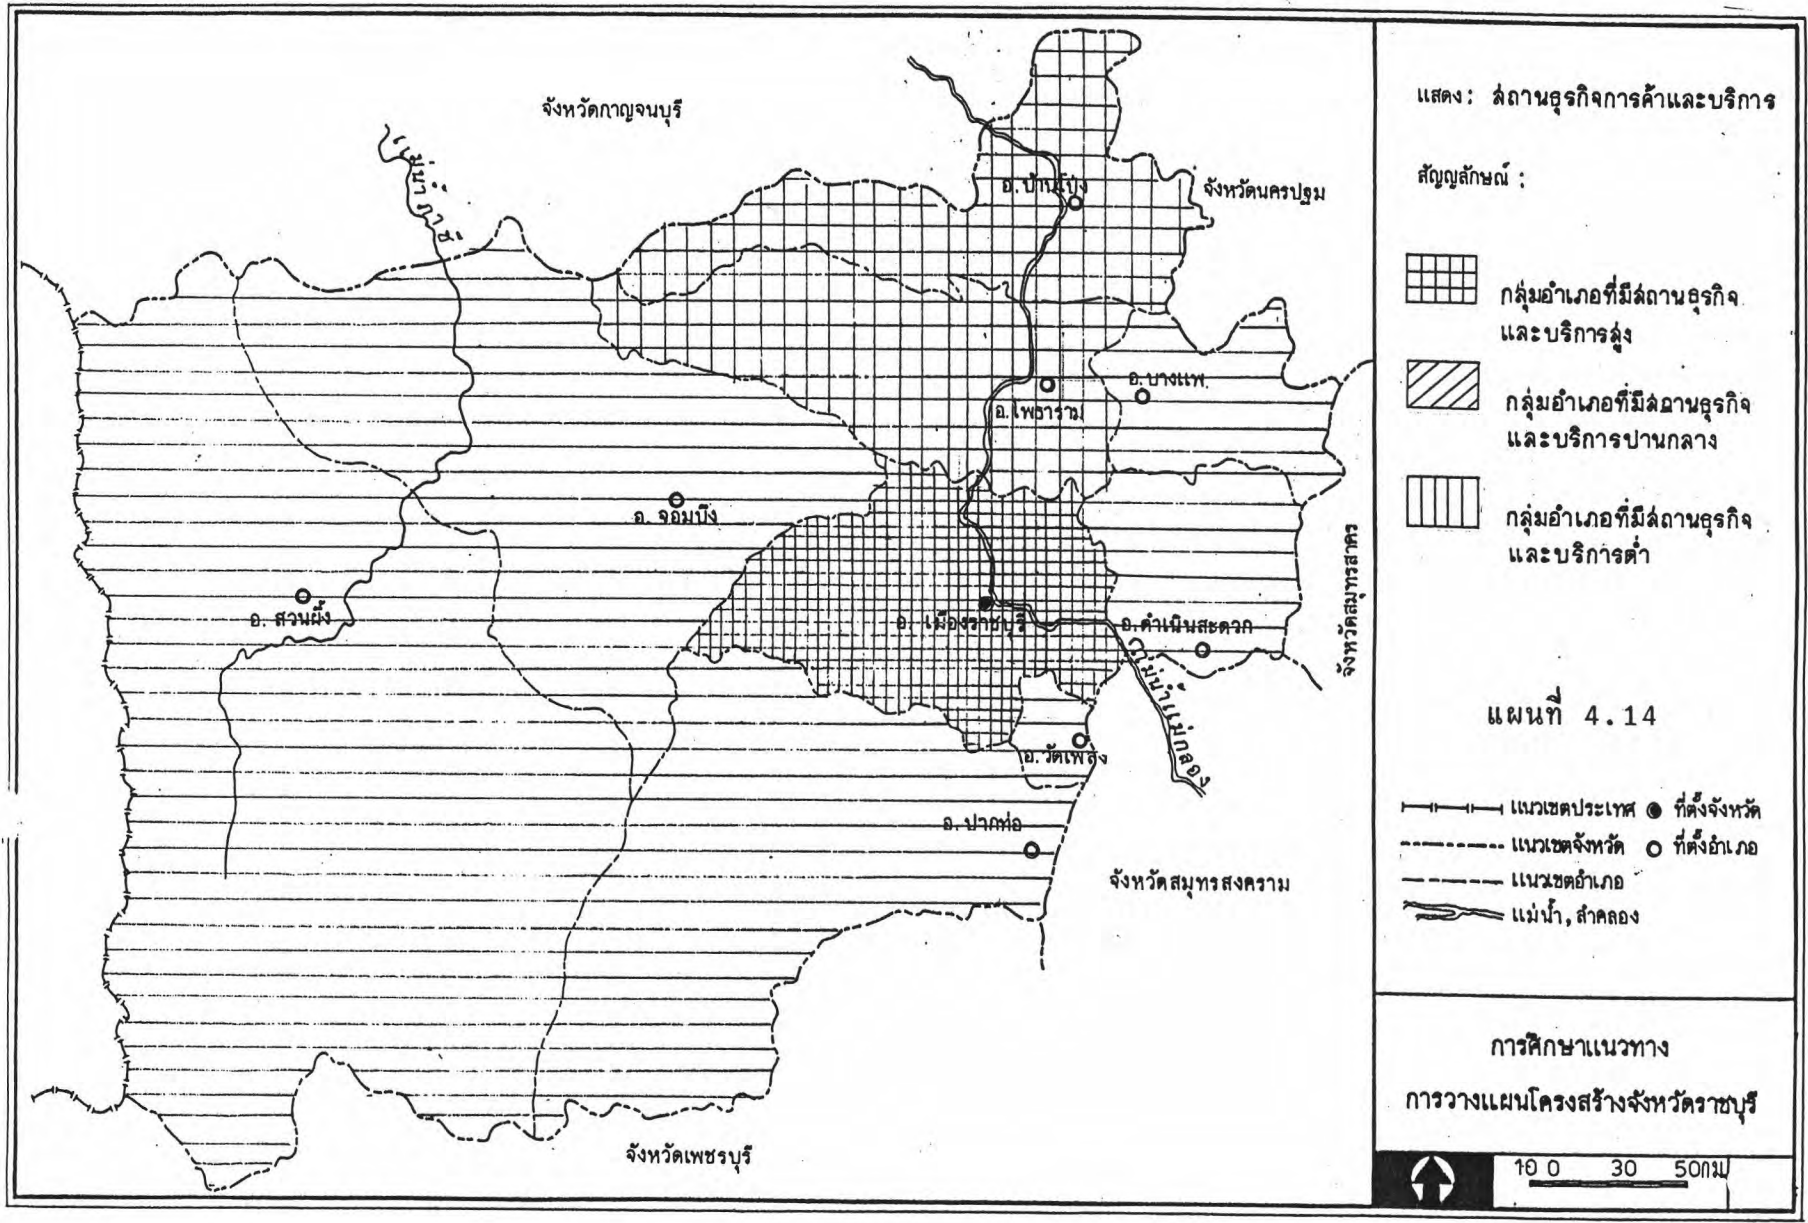 จังหวัดกาญจนบุรี
แม่น้ำภาชี
อ.บ้านโป่ง
จังหวัดนครปฐม
อ.บางแพ.
อ.โพธาราม
อ. จอมบึง
อ. สวนผึ้ง
อ. เมืองราชบุรี
อ.ดำเนินสะดวก
จังหวัดสมุทรสาคร
แม่น้ำแม่กลอง
อ.วัดเพลง
อ.ปากท่อ
จังหวัดสมุทรสงคราม
จังหวัดเพชรบุรี
แสดง: สถานธุรกิจการค้าและบริการ
สัญญลักษณ์ :
กลุ่มอำเภอที่มีสถานธุรกิจ
และบริการสูง
กลุ่มอำเภอที่มีสถานธุรกิจ
และบริการปานกลาง
กลุ่มอำเภอที่มีสถานธุรกิจ
และบริการต่ำ
แผนที่ 4.14
แนวเขตประเทศ ที่ตั้งจังหวัด
แนวเขตจังหวัด ที่ตั้งอำเภอ
แนวเขตอำเภอ
แม่น้ำ, ลำคลอง
การศึกษาแนวทาง
การวางแผนโครงสร้างจังหวัดราชบุรี
10 0 30 50กม